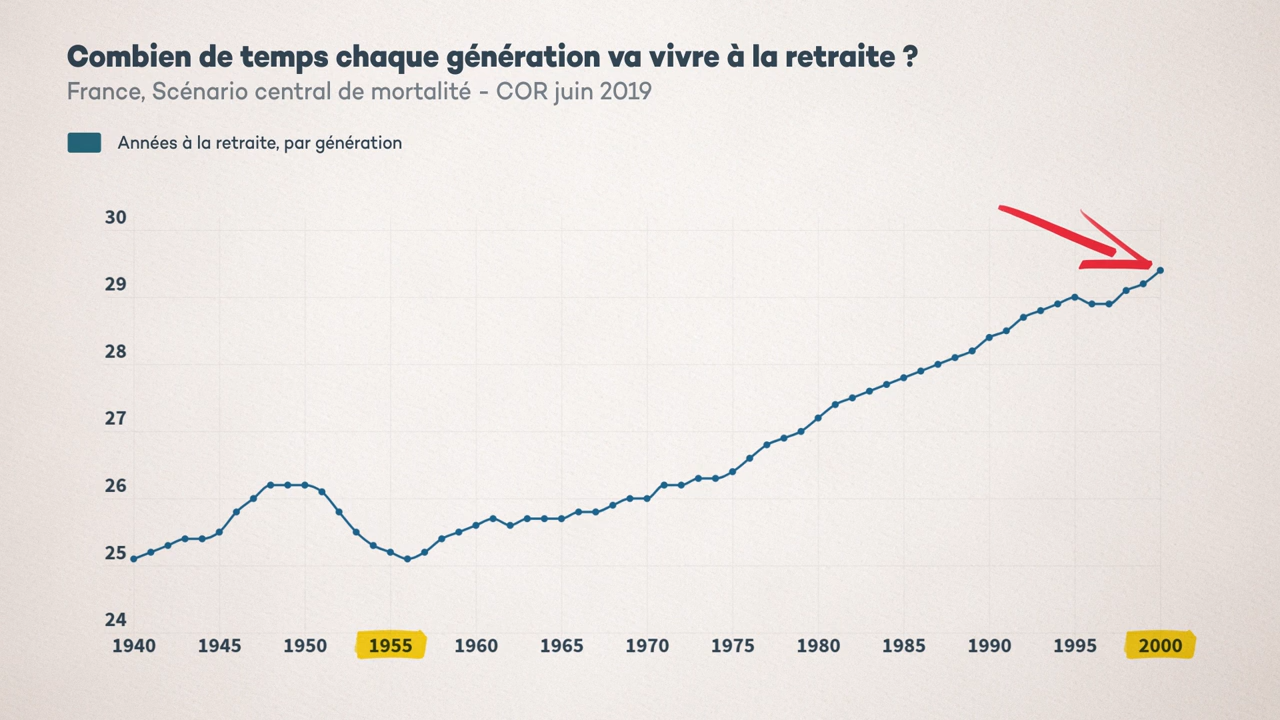 Combien de temps chaque génération va vivre à la retraite ?
France, Scénario central de mortalité - COR juin 2019
Années à la retraite, par génération
30
29
28
27
26
25
24
1940 1945 1950 1955 1960 1965 1970 1975 1980 1985 1990 1995 2000